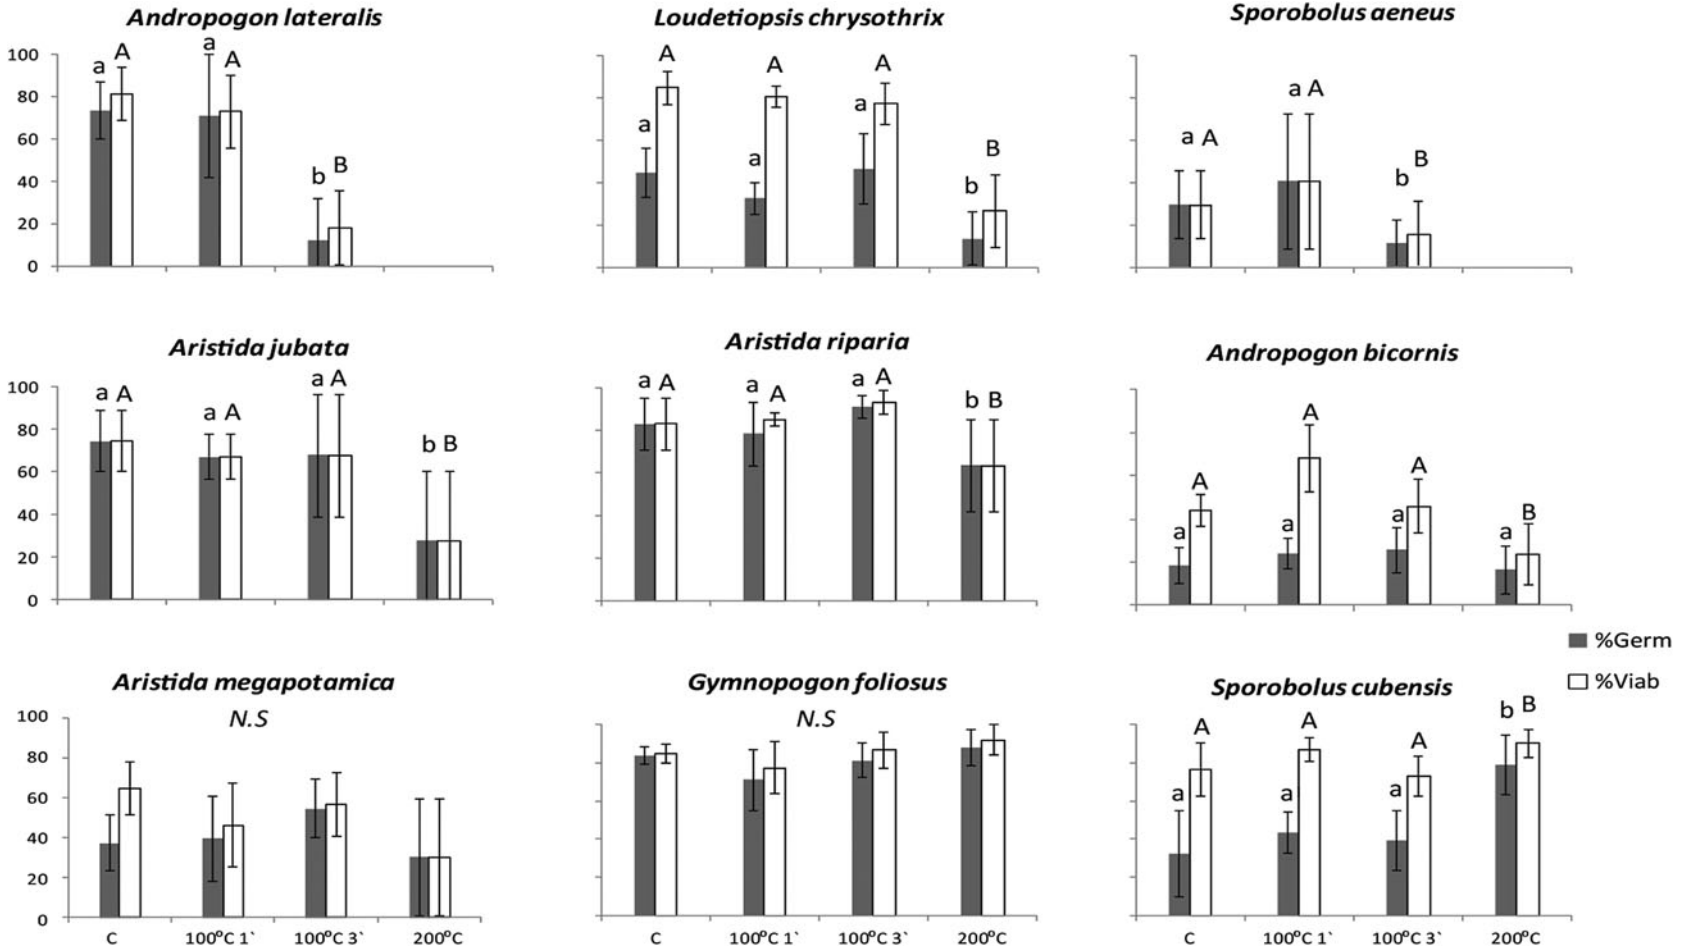 Andropogon lateralis
Loudetiopsis chrysothrix
Sporobolus aeneus
100
80
60
40
20
0
a A
a A
b B
a A
a A
a A
b B
a A
a A
b B
Aristida jubata
Aristida riparia
Andropogon bicornis
100
80
60
40
20
0
a A
a A
a A
b B
a A
a A
a A
b B
a A
a A
a A
a B
%Germ
%Viab
Aristida megapotamica
Gymnopogon foliosus
Sporobolus cubensis
N.S
N.S
100
80
60
40
20
0
a A
a A
a A
b B
C 100ºC 1` 100ºC 3` 200ºC
C 100ºC 1` 100ºC 3` 200ºC
C 100ºC 1` 100ºC 3` 200ºC